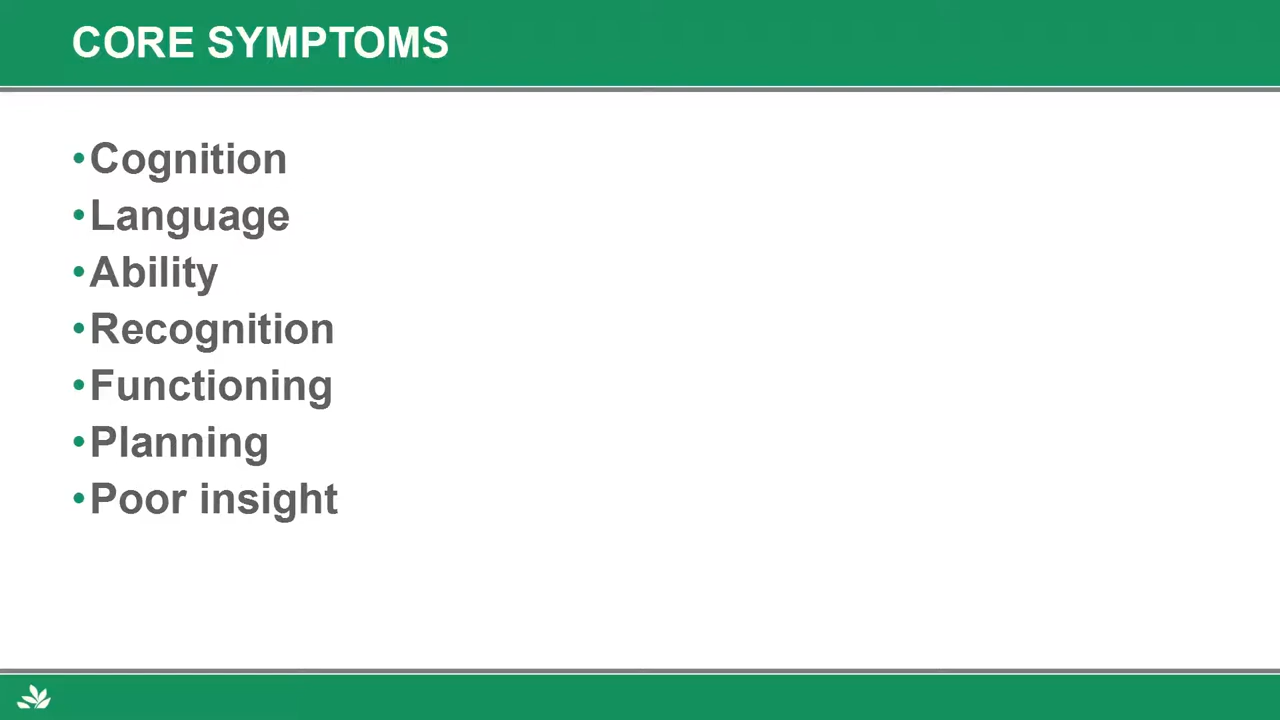 CORE SYMPTOMS
•Cognition
•Language
•Ability
•Recognition
•Functioning
•Planning
•Poor insight